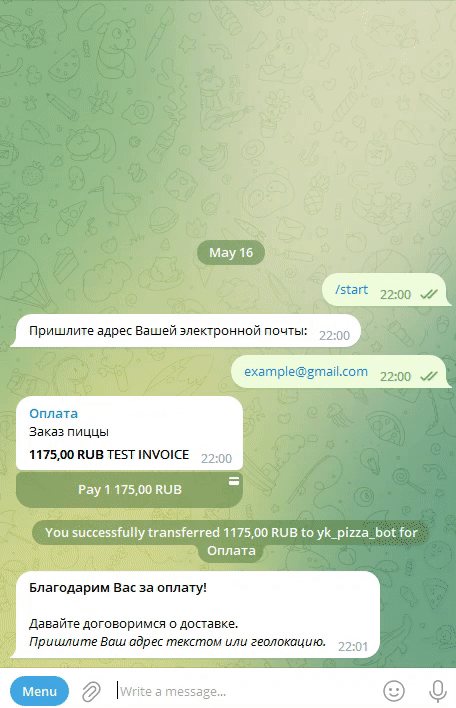 May 16
/start 22:00
Пришлите адрес Вашей электронной почты: 22:00
example@gmail.com 22:00
Оплата
Заказ пиццы
1175,00 RUB TEST INVOICE 22:00
Pay 1 175,00 RUB
You successfully transferred 1175,00 RUB to yk_pizza_bot for
Оплата
Благодарим Вас за оплату!
Давайте договоримся о доставке.
Пришлите Ваш адрес текстом или геолокацию. 22:01
Menu Write a message...